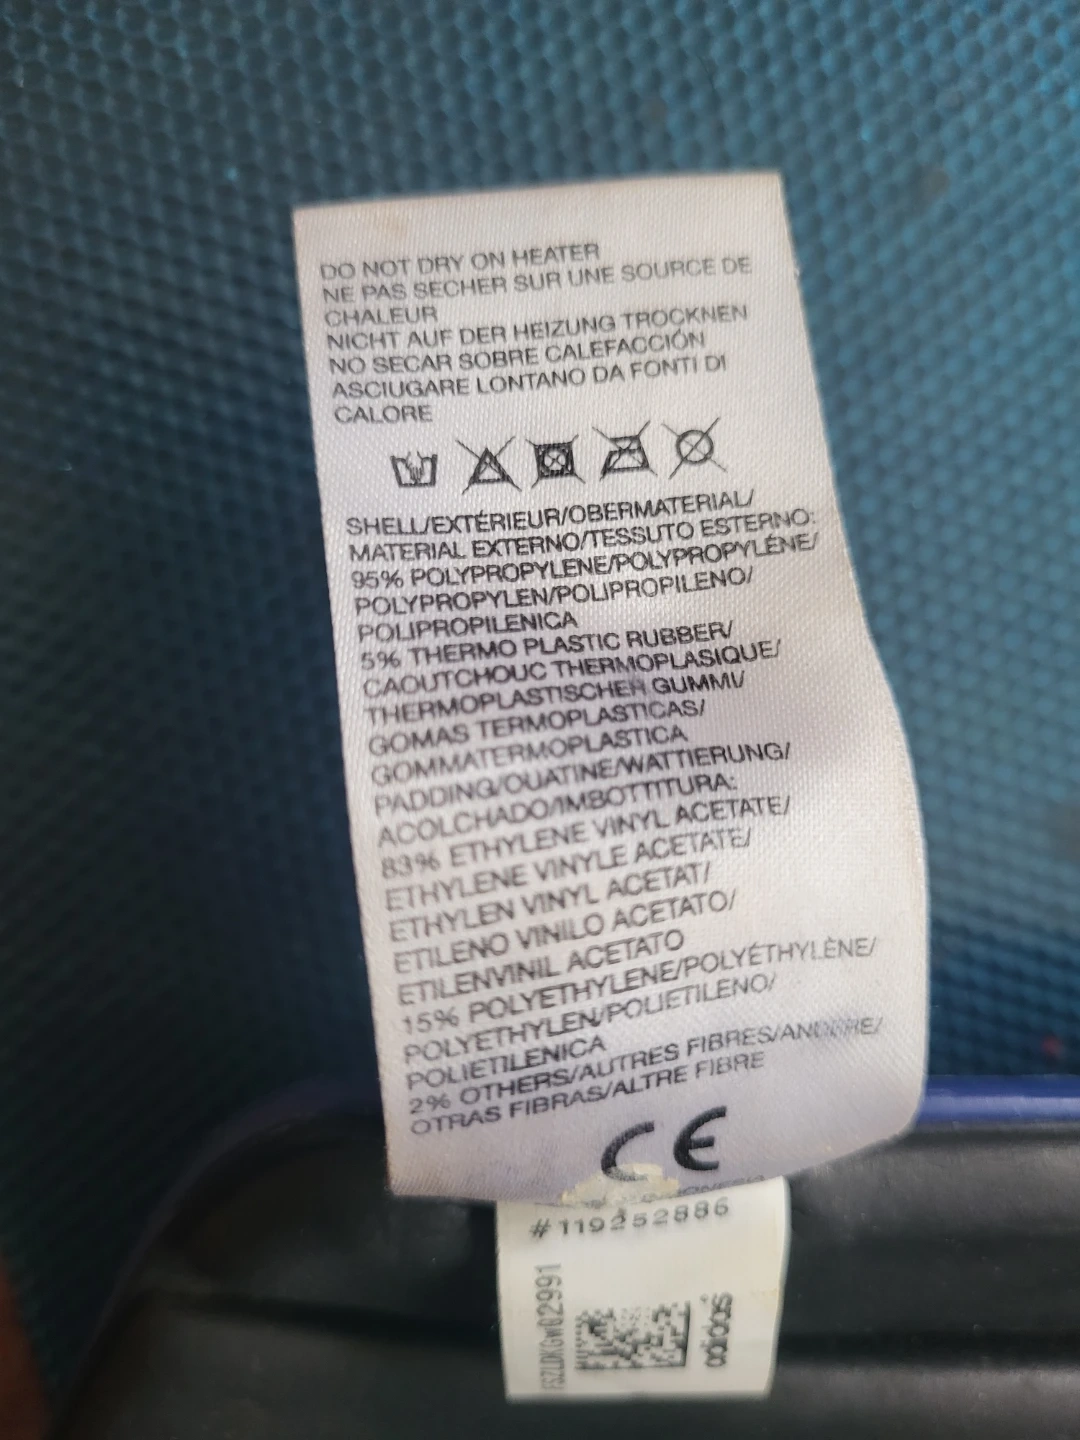 DO NOT DRY ON HEATER
NE PAS SECHER SUR UNE SOURCE DE
CHALEUR
NICHT AUF DER HEIZUNG TROCKNEN
NO SECAR SOBRE CALEFACCIÓN
ASCIUGARE LONTANO DA FONTI DI
CALORE
SHELL/EXTÉRIEUR/OBERMATERIAL/
MATERIAL EXTERNO/TESSUTO ESTERNO:
95% POLYPROPYLENE/POLYPROPYLÉNE/
POLYPROPYLEN/POLIPROPILENO/
POLIPROPILENICA
5% THERMO PLASTIC RUBBER/
CAOUTCHOUC THERMOPLASIQUE/
THERMOPLASTISCHER GUMMI/
GOMAS TERMOPLASTICAS/
GOMMATERMOPLASTICA
PADDING/OUATINE/WATTIERUNG/
ACOLCHADO/IMBOTTITURA:
83% ETHYLENE VINYL ACETATE/
ETHYLENE VINYLE ACETATE/
ETHYLEN VINYL ACETAT/
ETILENO VINILO ACETATO/
ETILENVINIL ACETATO
15% POLYETHYLENE/POLYÉTHYLÈNE/
POLYETHYLEN/POLIETILENO/
POLIETILENICA
2% OTHERS/AUTRES FIBRES/ANDERE/
OTRAS FIBRAS/ALTRE FIBRE
CE
#119252886
FGZLDKGWQ2991
adidas